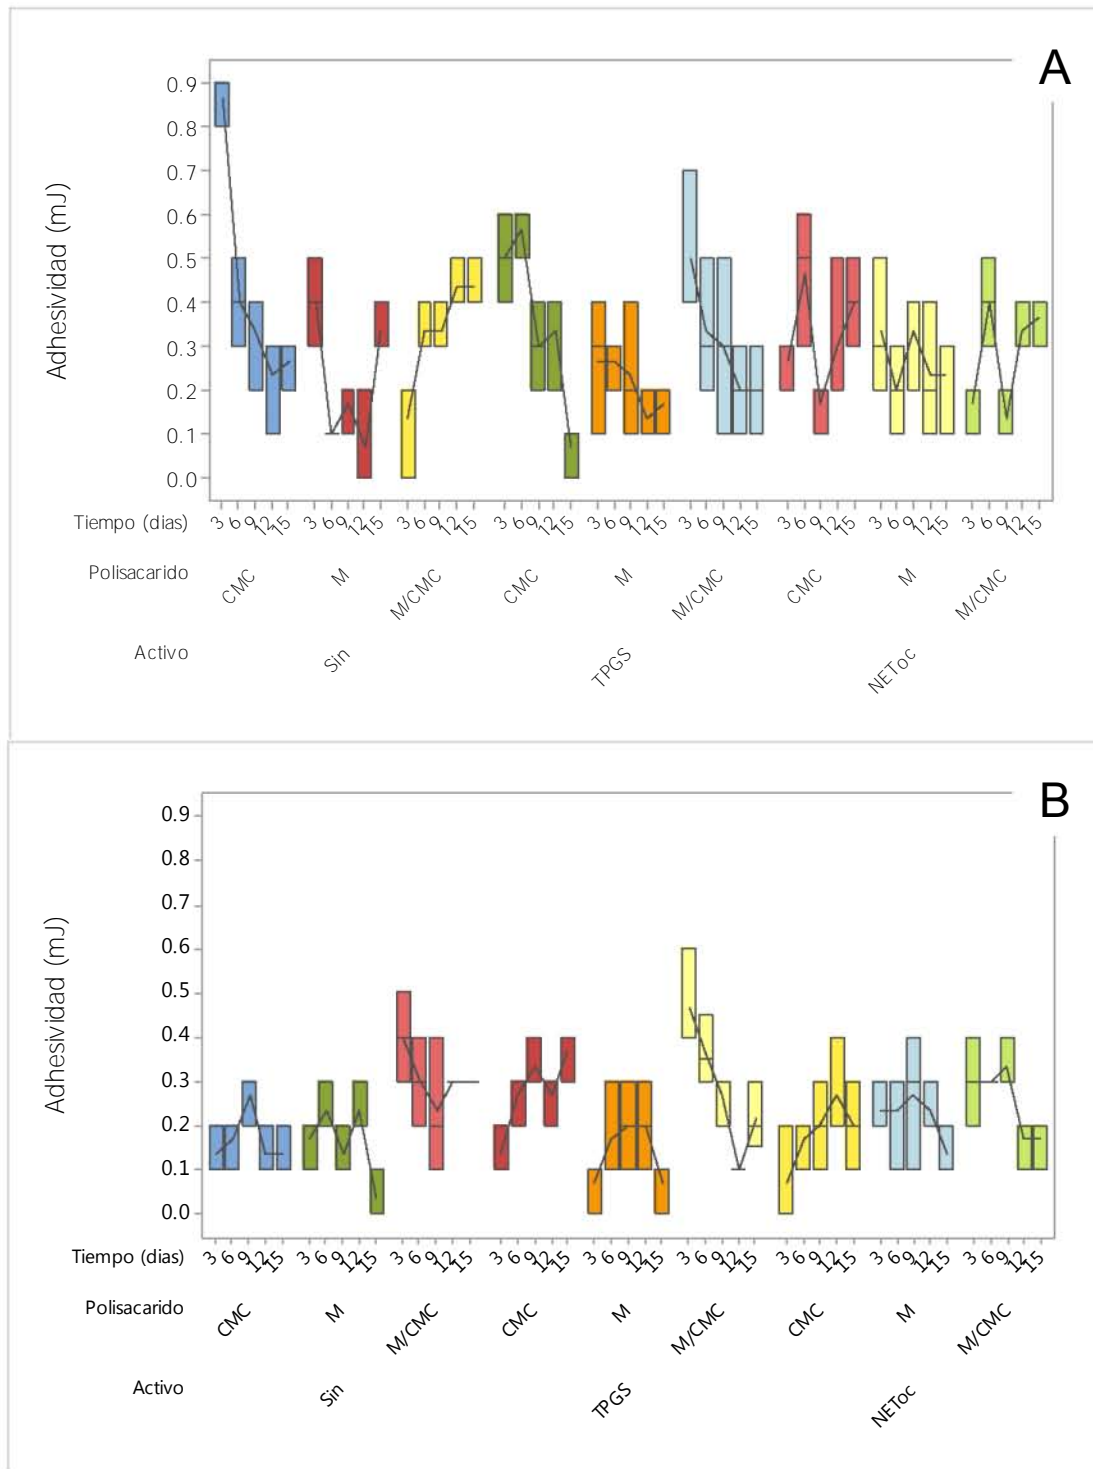 A
0.9
0.8
0.7
0.6
0.5
0.4
0.3
0.2
0.1
0.0
Adhesividad (mJ)
Tiempo (dias) 3 6 9 12 15 3 6 9 12 15 3 6 9 12 15 3 6 9 12 15 3 6 9 12 15 3 6 9 12 15 3 6 9 12 15 3 6 9 12 15 3 6 9 12 15
Polisacarido CMC M M/CMC CMC M M/CMC CMC M M/CMC
Activo Sin TPGS NEToc
B
0.9
0.8
0.7
0.6
0.5
0.4
0.3
0.2
0.1
0.0
Adhesividad (mJ)
Tiempo (dias) 3 6 9 12 15 3 6 9 12 15 3 6 9 12 15 3 6 9 12 15 3 6 9 12 15 3 6 9 12 15 3 6 9 12 15 3 6 9 12 15 3 6 9 12 15
Polisacarido CMC M M/CMC CMC M M/CMC CMC M M/CMC
Activo Sin TPGS NEToc